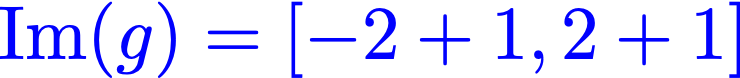 Im(g) = [−2 + 1, 2 + 1]